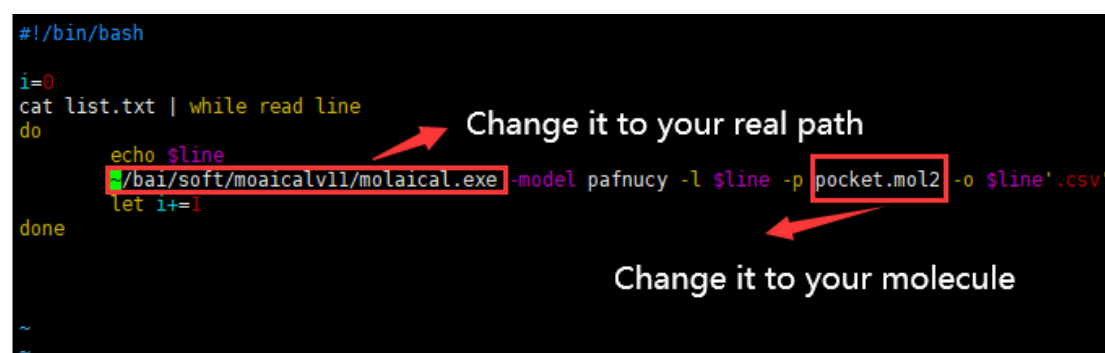 #!/bin/bash
i=0
cat list.txt | while read line
do
Change it to your real path
echo $line
~/bai/soft/moaicalv11/molaical.exe -model pafnucy -l $line -p pocket.mol2 -o $line'.csv'
let i+=1
done
Change it to your molecule
~
~